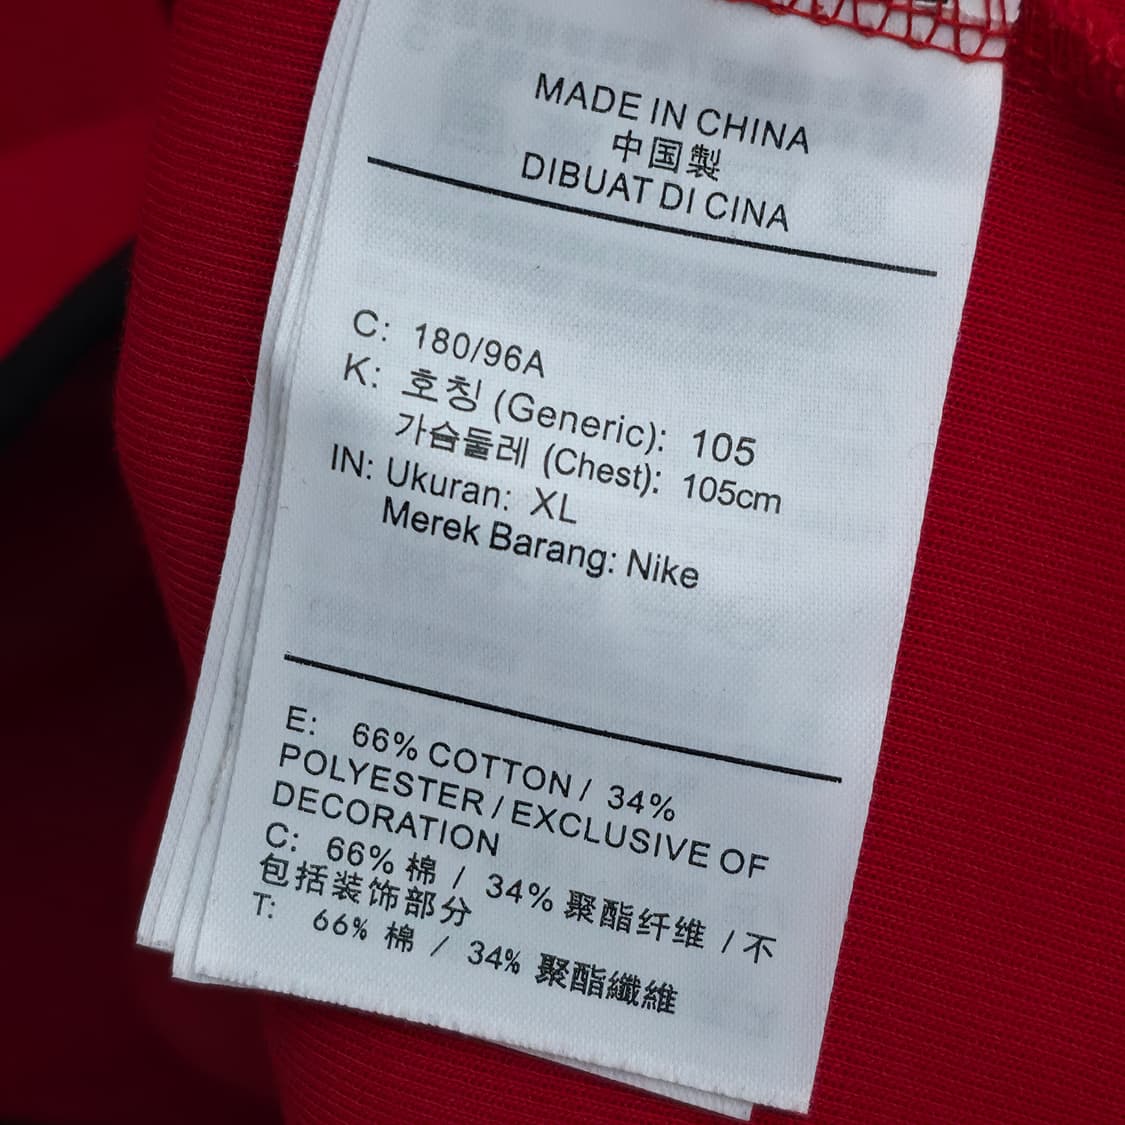 MADE IN CHINA
中国製
DIBUAT DI CINA
C: 180/96A
K: 호칭 (Generic): 105
가슴둘레 (Chest): 105cm
IN: Ukuran: XL
Merek Barang: Nike
E: 66% COTTON / 34%
POLYESTER / EXCLUSIVE OF
DECORATION
C: 66% 棉 / 34% 聚酯纤维 / 不
包括装饰部分
T: 66% 棉 / 34% 聚酯纖維